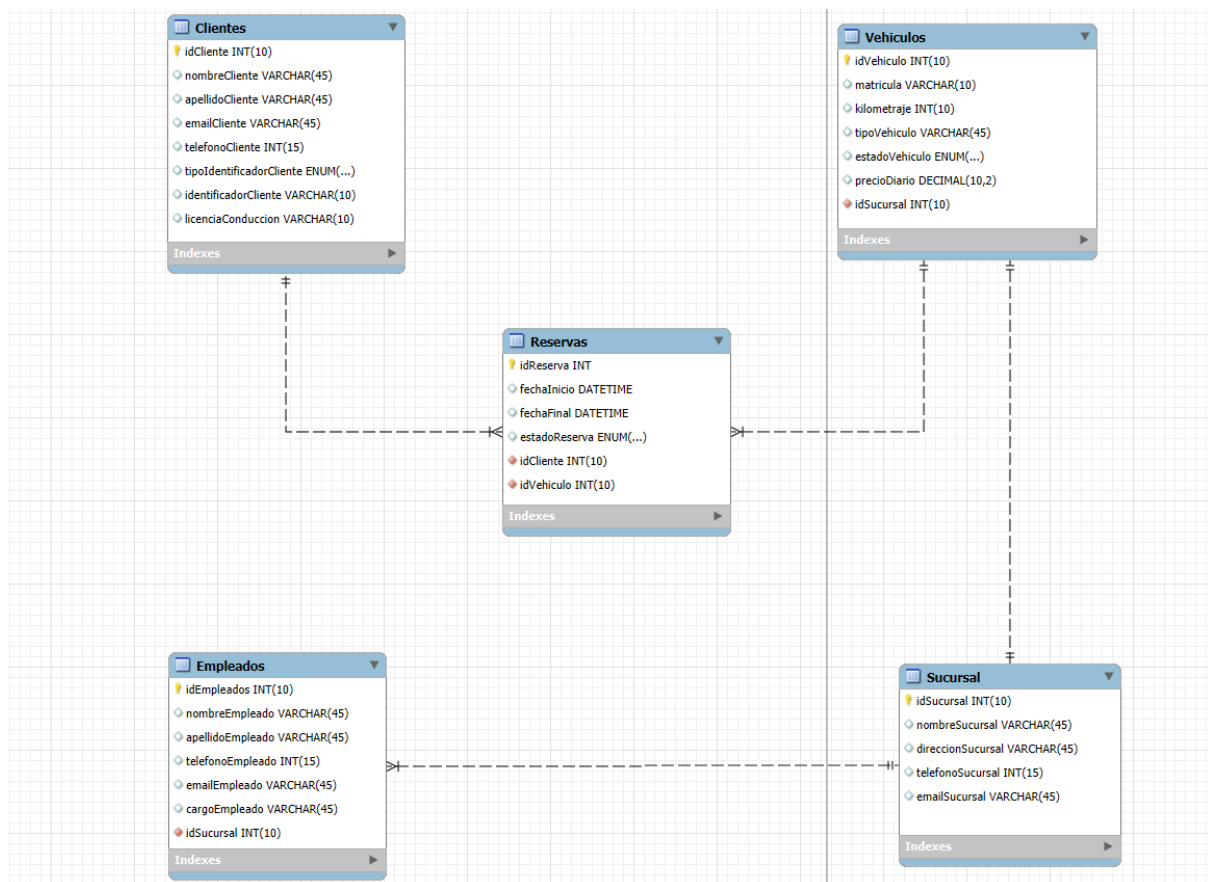 Clientes
idCliente INT(10)
nombreCliente VARCHAR(45)
apellidoCliente VARCHAR(45)
emailCliente VARCHAR(45)
telefonoCliente INT(15)
tipoIdentificadorCliente ENUM(...)
identificadorCliente VARCHAR(10)
licenciaConduccion VARCHAR(10)
Indexes
Vehiculos
idVehiculo INT(10)
matricula VARCHAR(10)
kilometraje INT(10)
tipoVehiculo VARCHAR(45)
estadoVehiculo ENUM(...)
precioDiario DECIMAL(10,2)
idSucursal INT(10)
Indexes
Reservas
idReserva INT
fechaInicio DATETIME
fechaFinal DATETIME
estadoReserva ENUM(...)
idCliente INT(10)
idVehiculo INT(10)
Indexes
Empleados
idEmpleados INT(10)
nombreEmpleado VARCHAR(45)
apellidoEmpleado VARCHAR(45)
telefonoEmpleado INT(15)
emailEmpleado VARCHAR(45)
cargoEmpleado VARCHAR(45)
idSucursal INT(10)
Indexes
Sucursal
idSucursal INT(10)
nombreSucursal VARCHAR(45)
direccionSucursal VARCHAR(45)
telefonoSucursal INT(15)
emailSucursal VARCHAR(45)
Indexes